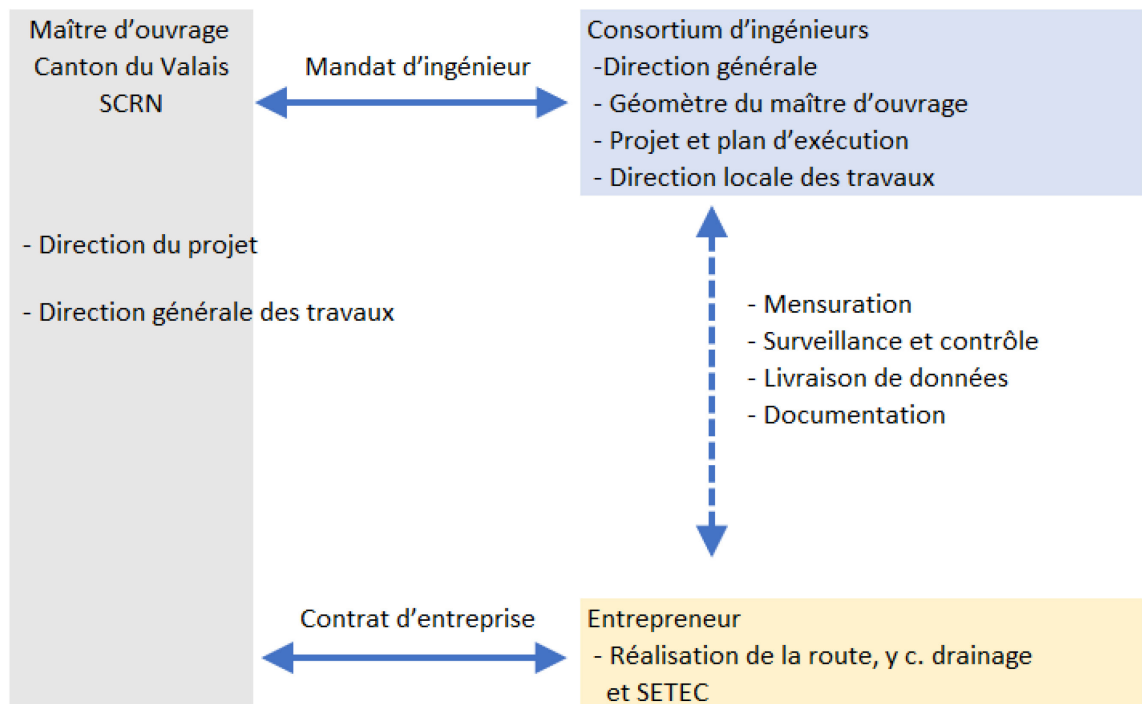 Maître d’ouvrage
Canton du Valais
SCRN
Mandat d’ingénieur
Consortium d’ingénieurs
-Direction générale
- Géomètre du maître d’ouvrage
- Projet et plan d’exécution
- Direction locale des travaux
- Direction du projet
- Direction générale des travaux
- Mensuration
- Surveillance et contrôle
- Livraison de données
- Documentation
Contrat d’entreprise
Entrepreneur
- Réalisation de la route, y c. drainage
et SETEC